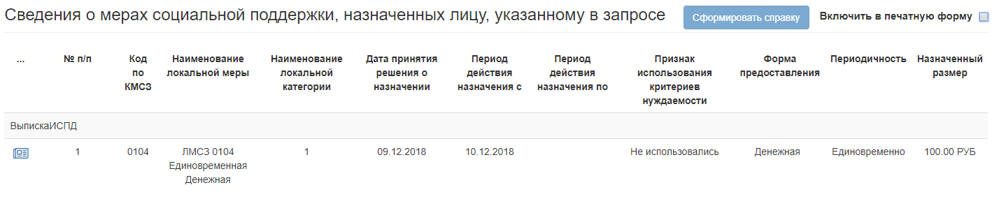 Сведения о мерах социальной поддержки, назначенных лицу, указанному в запросе Сформировать справку Включить в печатную форму
... № п/п Код по КМСЗ Наименование локальной меры Наименование локальной категории Дата принятия решения о назначении Период действия назначения с Период действия назначения по Признак использования критериев нуждаемости Форма предоставления Периодичность Назначенный размер
ВыпискаИСПД
1 0104 ЛМСЗ 0104 Единовременная Денежная 1 09.12.2018 10.12.2018 Не использовались Денежная Единовременно 100.00 РУБ